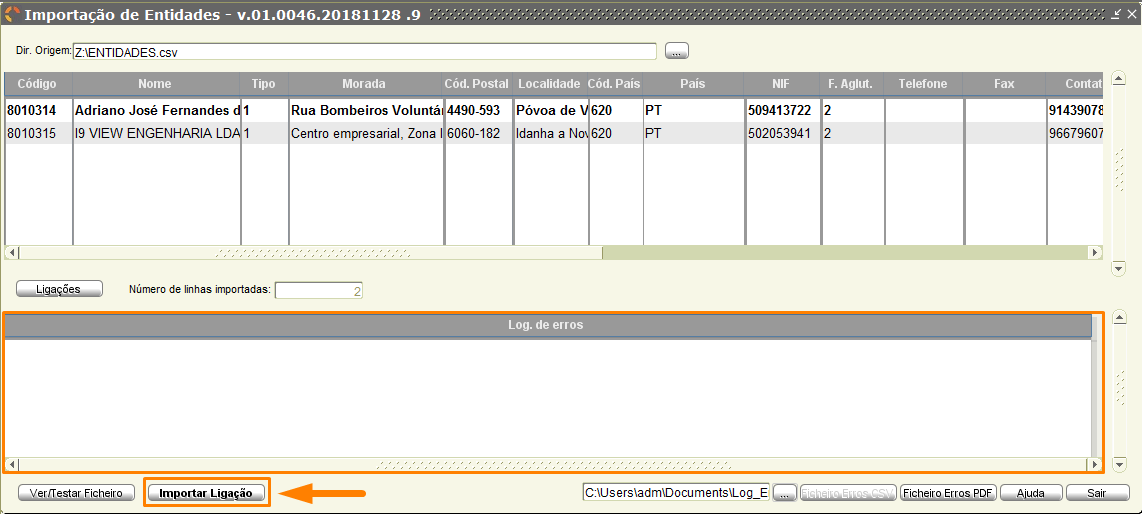 Importação de Entidades - v.01.0046.20181128 .9
Dir. Origem: Z:\ENTIDADES.csv ...
Código Nome Tipo Morada Cód. Postal Localidade Cód. País País NIF F. Aglut. Telefone Fax Contat
8010314 Adriano José Fernandes d 1 Rua Bombeiros Voluntá 4490-593 Póvoa de V 620 PT 509413722 2 91439078
8010315 I9 VIEW ENGENHARIA LDA 1 Centro empresarial, Zona I 6060-182 Idanha a Nov 620 PT 502053941 2 96679607
Ligações Número de linhas importadas: 2
Log. de erros
Ver/Testar Ficheiro Importar Ligação C:\Users\adm\Documents\Log_E ... Ficheiro Erros CSV Ficheiro Erros PDF Ajuda Sair